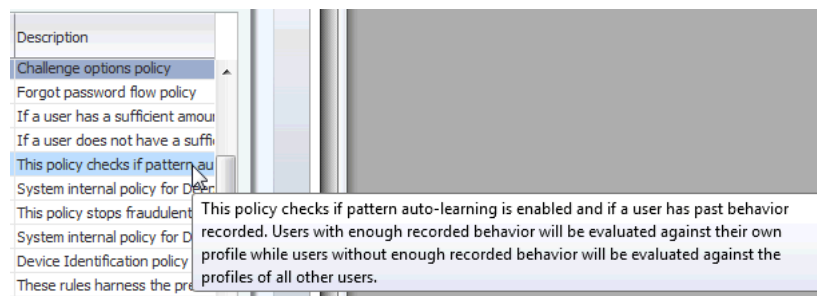 Description
Challenge options policy
Forgot password flow policy
If a user has a sufficient
If a user does not have a
This policy checks if pattern
System internal policy for
This policy stops fraudulent
System internal policy for
Device Identification policy
These rules harness the
This policy checks if pattern auto-learning is enabled and if a user has past behavior
recorded. Users with enough recorded behavior will be evaluated against their own
profile while users without enough recorded behavior will be evaluated against the
profiles of all other users.